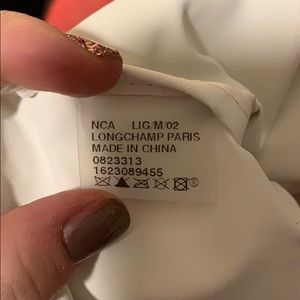 NCA LIG/M/02
LONGCHAMP PARIS
MADE IN CHINA
0823313
1623089455